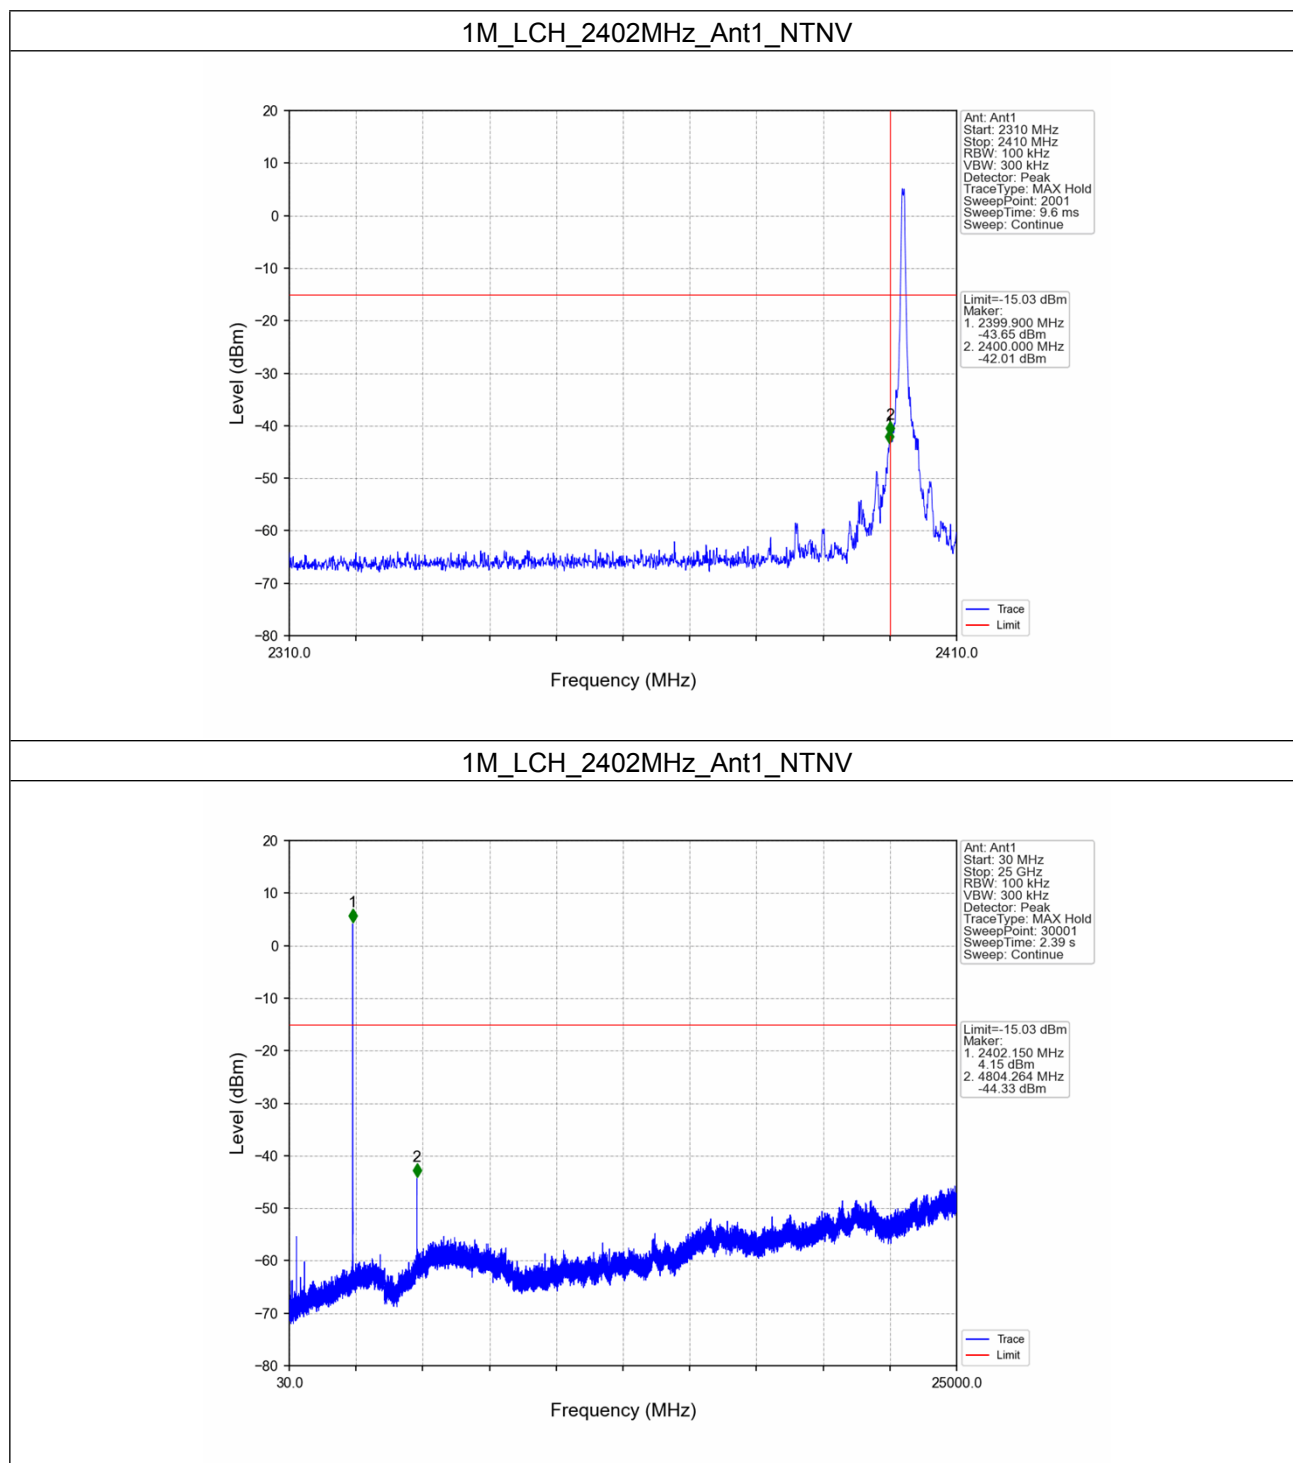 1M_LCH_2402MHz_Ant1_NTNV
20
10
0
−10
−20
−30
−40
−50
−60
−70
−80
Level (dBm)
2
2310.0
2410.0
Frequency (MHz)
Ant: Ant1
Start: 2310 MHz
Stop: 2410 MHz
RBW: 100 kHz
VBW: 300 kHz
Detector: Peak
TraceType: MAX Hold
SweepPoint: 2001
SweepTime: 9.6 ms
Sweep: Continue
Limit=-15.03 dBm
Maker:
1. 2399.900 MHz
-43.65 dBm
2. 2400.000 MHz
-42.01 dBm
Trace
Limit
1M_LCH_2402MHz_Ant1_NTNV
20
10
0
−10
−20
−30
−40
−50
−60
−70
−80
Level (dBm)
1
2
30.0
25000.0
Frequency (MHz)
Ant: Ant1
Start: 30 MHz
Stop: 25 GHz
RBW: 100 kHz
VBW: 300 kHz
Detector: Peak
TraceType: MAX Hold
SweepPoint: 30001
SweepTime: 2.39 s
Sweep: Continue
Limit=-15.03 dBm
Maker:
1. 2402.150 MHz
4.15 dBm
2. 4804.264 MHz
-44.33 dBm
Trace
Limit